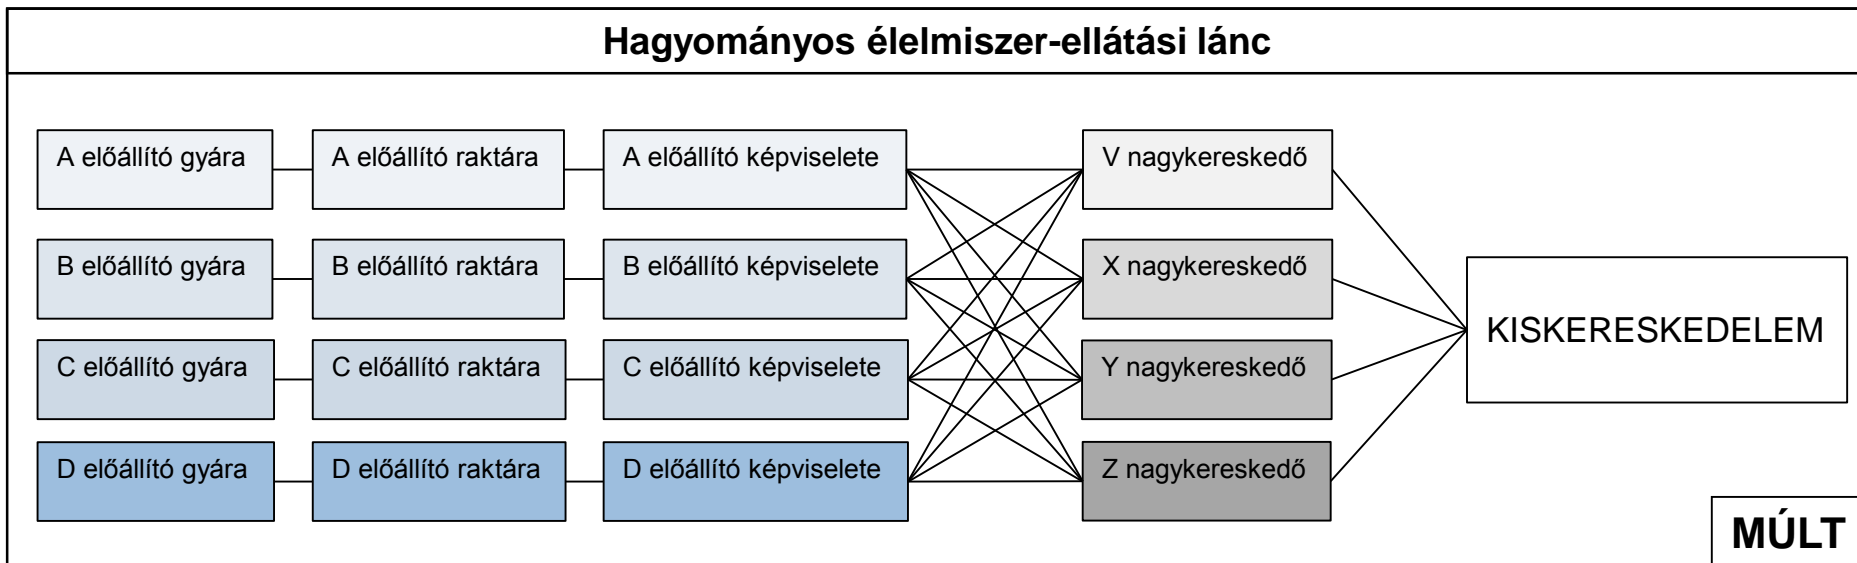 Hagyományos élelmiszer-ellátási lánc
A előállító gyára
A előállító raktára
A előállító képviselete
V nagykereskedő
B előállító gyára
B előállító raktára
B előállító képviselete
X nagykereskedő
KISKERESKEDELEM
C előállító gyára
C előállító raktára
C előállító képviselete
Y nagykereskedő
D előállító gyára
D előállító raktára
D előállító képviselete
Z nagykereskedő
MÚLT